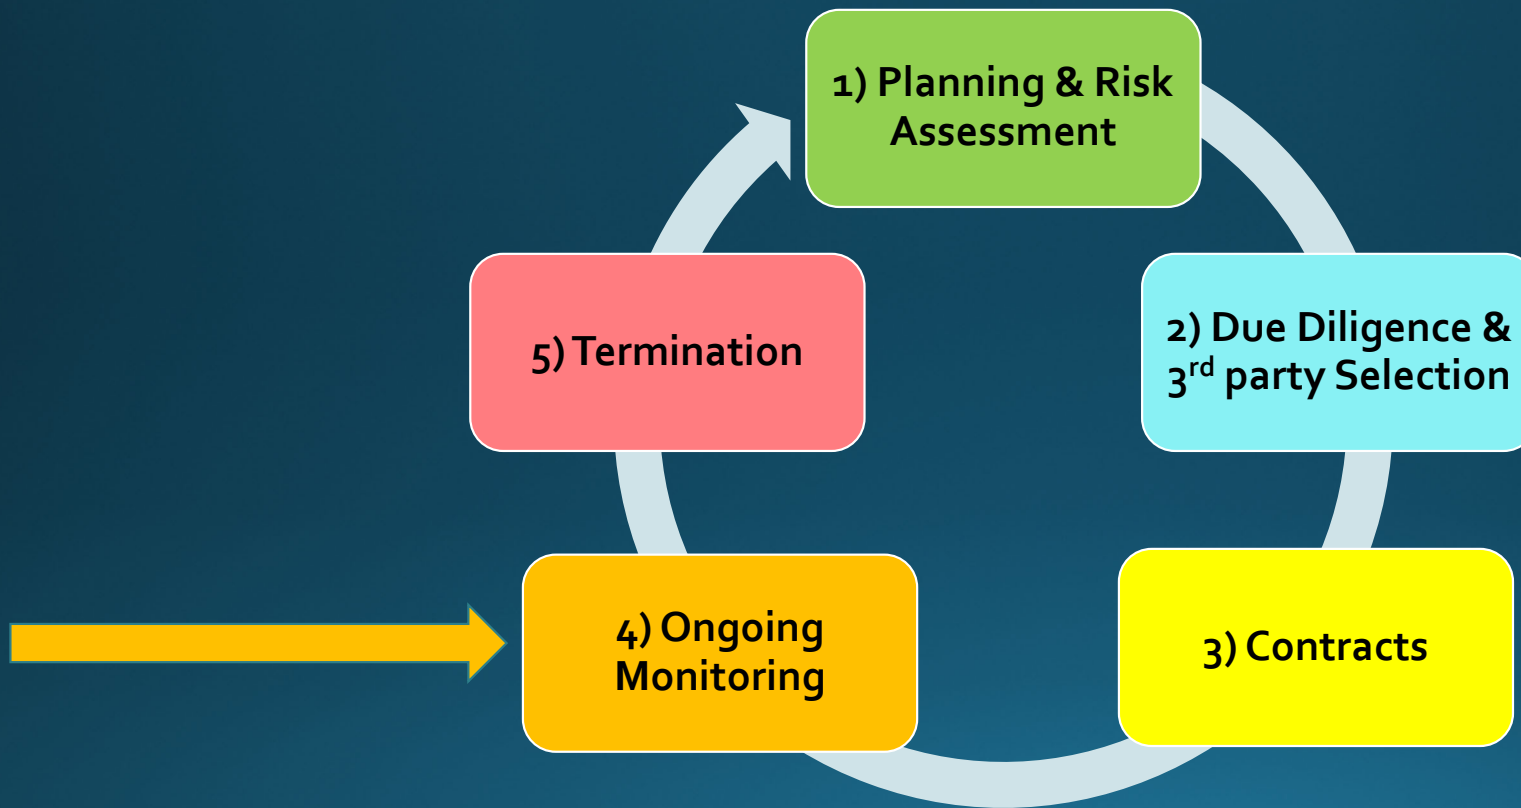 1) Planning & Risk
Assessment
2) Due Diligence &
3rd party Selection
3) Contracts
4) Ongoing
Monitoring
5) Termination